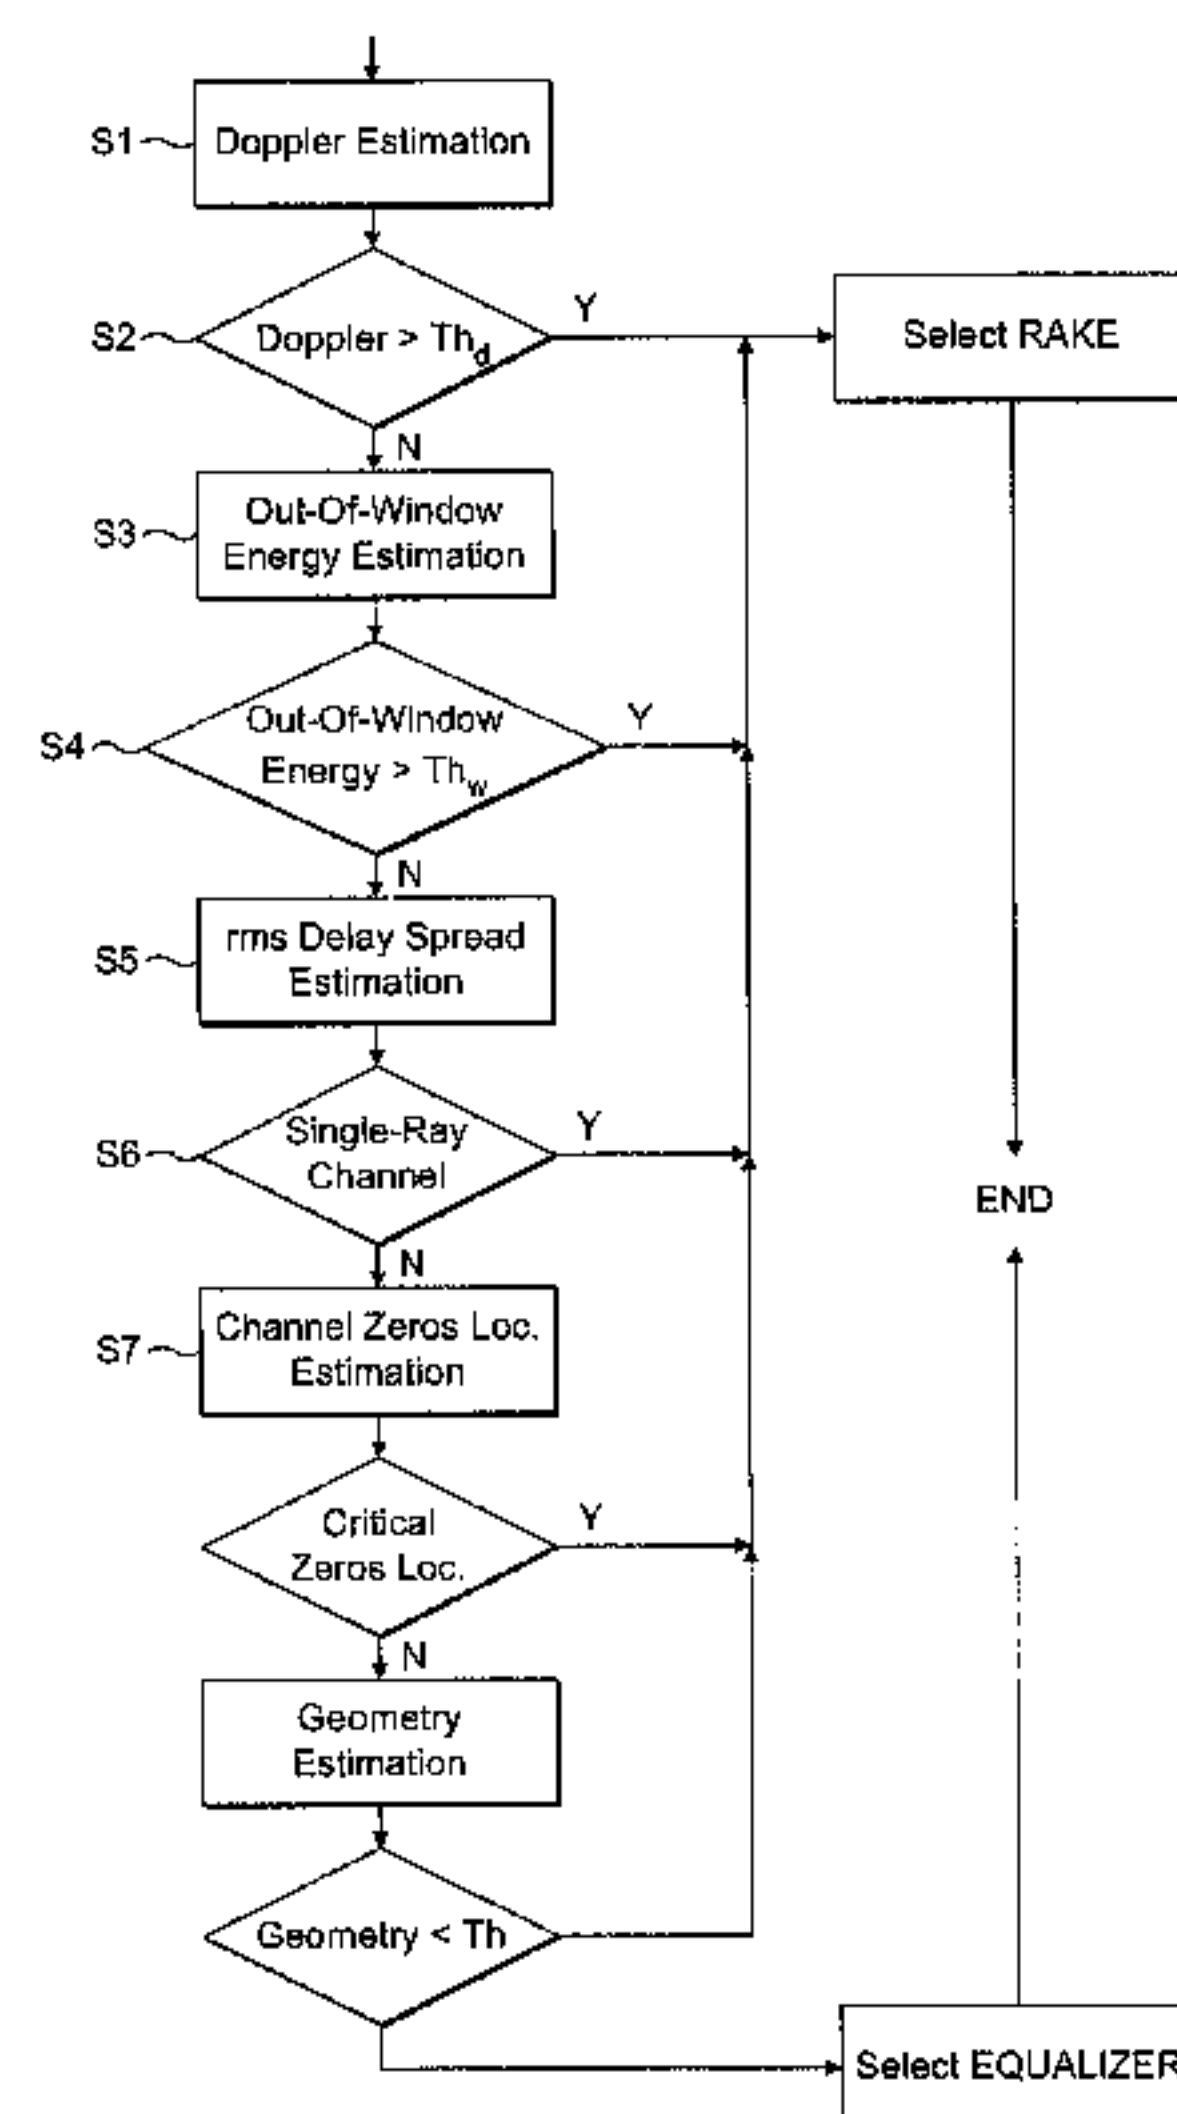 S1
Doppler Estimation
S2
Doppler > Thd
Y
Select RAKE
N
S3
Out-Of-Window
Energy Estimation
S4
Out-Of-Window
Energy > Thw
Y
N
S5
rms Delay Spread
Estimation
S6
Single-Ray
Channel
Y
END
N
S7
Channel Zeros Loc.
Estimation
Critical
Zeros Loc.
Y
N
Geometry
Estimation
Geometry < Th
Select EQUALIZER